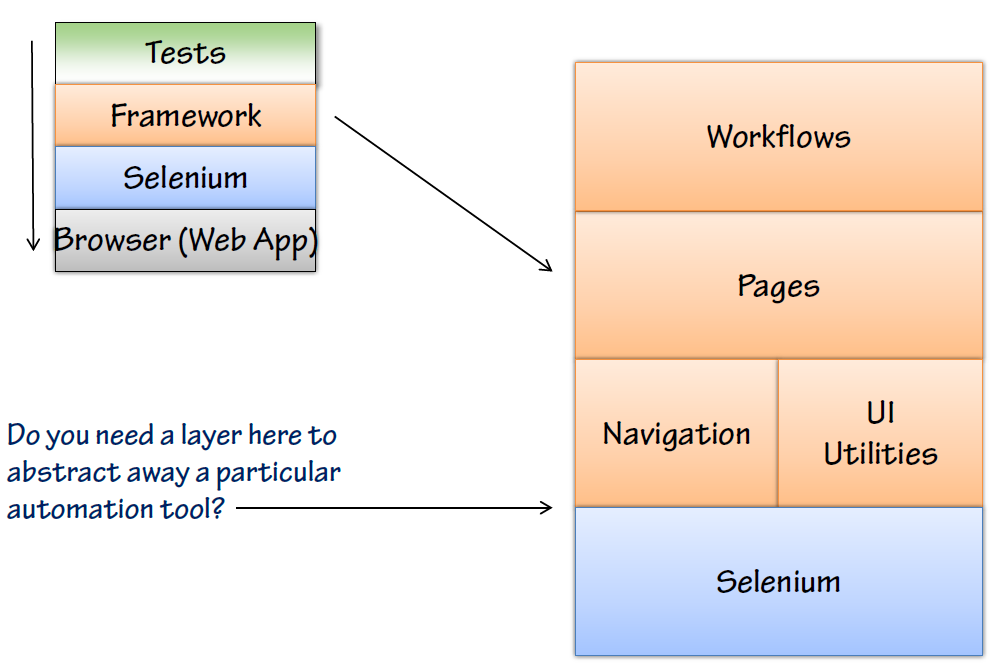 Tests
Framework
Selenium
Browser (Web App)
Workflows
Pages
Navigation
UI
Utilities
Do you need a layer here to
abstract away a particular
automation tool?
Selenium